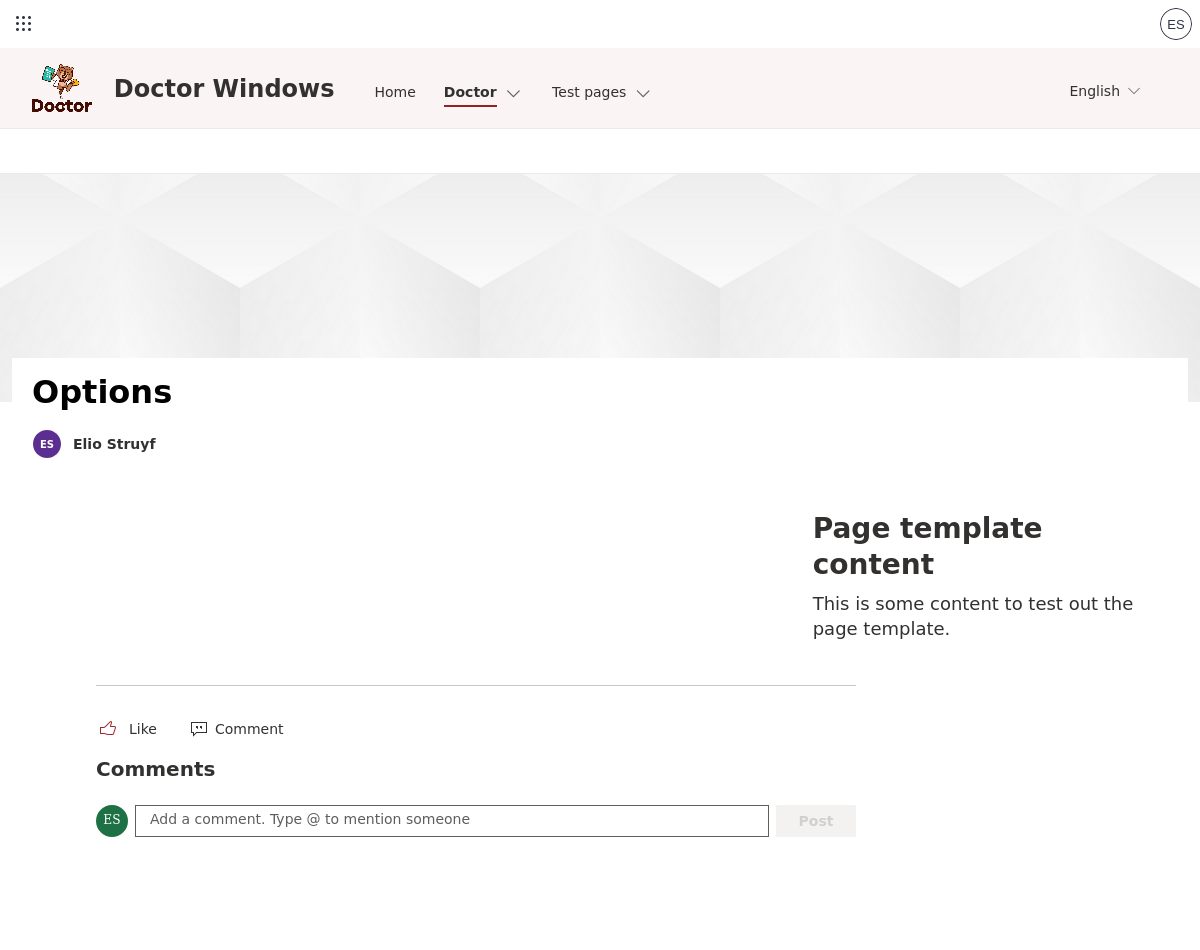 ES
Doctor
Doctor Windows
Home
Doctor
Test pages
English
Options
ES
Elio Struyf
Page template
content
This is some content to test out the
page template.
Like
Comment
Comments
ES
Add a comment. Type @ to mention someone
Post